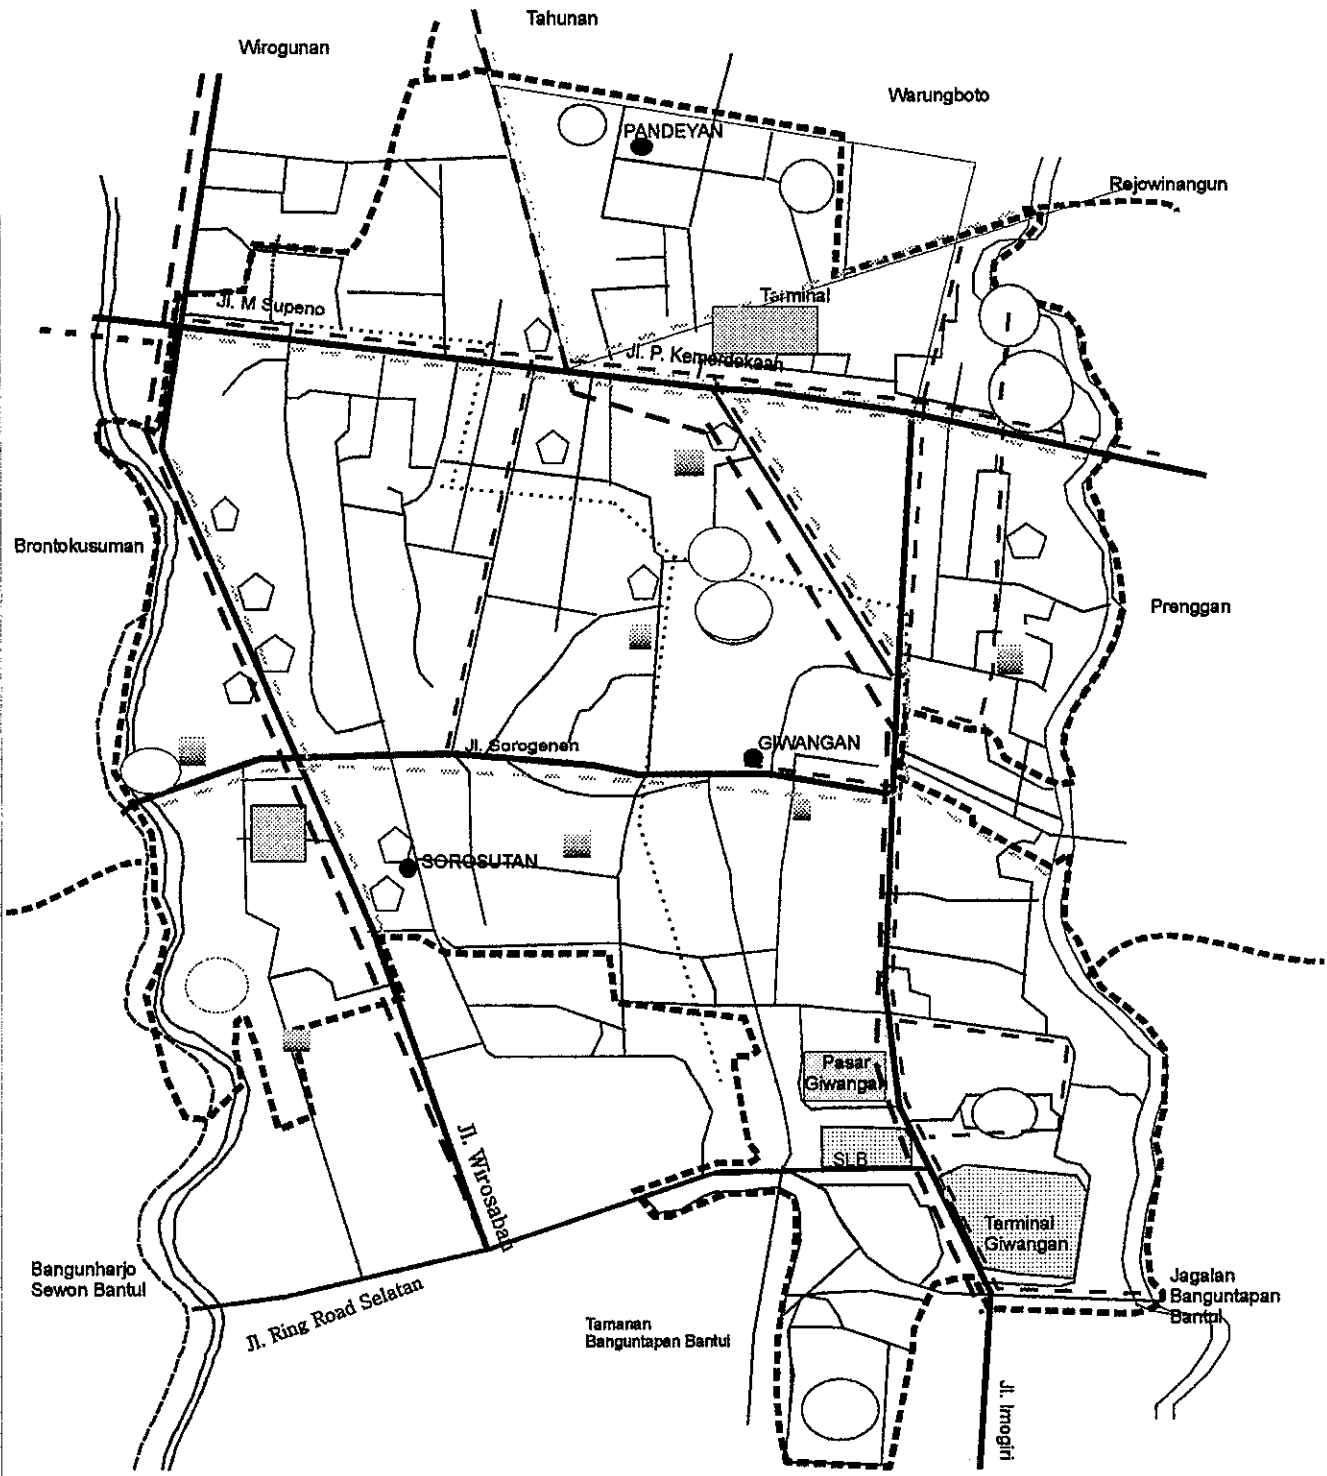 Tahunan
Wirogunan
Warungboto
PANDEYAN
Rejowinangun
Terminal
Jl. M Supeno
Jl. P. Kemerdekaan
Brontokusuman
Prenggan
Jl. Sorogenen
GIWANGAN
SOROSUTAN
Pasar
Giwangan
Jl. Wirosaban
SLB
Terminal
Giwangan
Bangunharjo
Sewon Bantul
Jl. Ring Road Selatan
Jagalan
Banguntapan
Bantul
Tamanan
Banguntapan Bantul
Jl. Imogiri